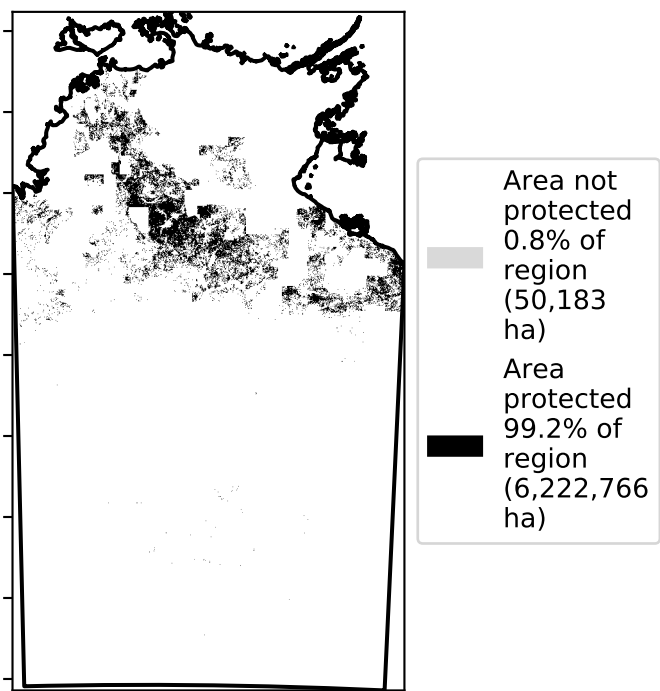 Area not
protected
0.8% of
region
(50,183
ha)
Area
protected
99.2% of
region
(6,222,766
ha)